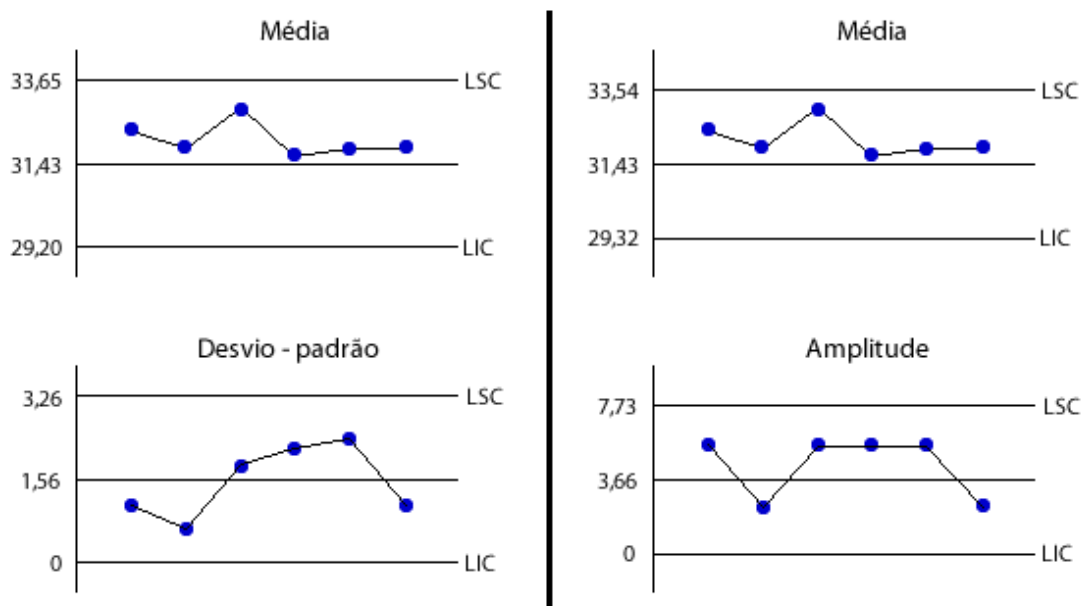 Média
33,65
LSC
31,43
29,20
LIC
Desvio - padrão
3,26
LSC
1,56
0
LIC
Média
33,54
LSC
31,43
29,32
LIC
Amplitude
7,73
LSC
3,66
0
LIC